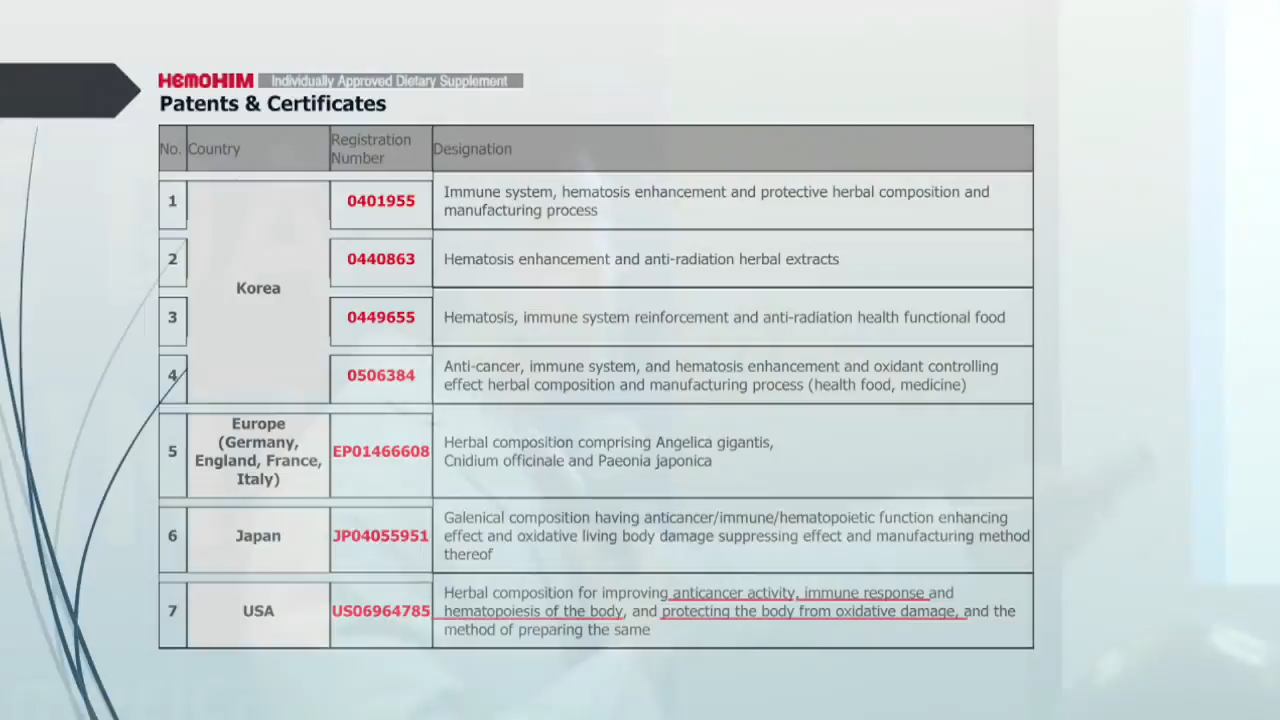 HEMOHIM Individually Approved Dietary Supplement
Patents & Certificates
No. Country Registration Number Designation
1 Korea 0401955 Immune system, hematosis enhancement and protective herbal composition and
manufacturing process
2 0440863 Hematosis enhancement and anti-radiation herbal extracts
3 0449655 Hematosis, immune system reinforcement and anti-radiation health functional food
4 0506384 Anti-cancer, immune system, and hematosis enhancement and oxidant controlling
effect herbal composition and manufacturing process (health food, medicine)
5 Europe
(Germany,
England, France,
Italy)
EP01466608 Herbal composition comprising Angelica gigantis,
Cnidium officinale and Paeonia japonica
6 Japan JP04055951 Galenical composition having anticancer/immune/hematopoietic function enhancing
effect and oxidative living body damage suppressing effect and manufacturing method
thereof
7 USA US06964785 Herbal composition for improving anticancer activity, immune response and
hematopoiesis of the body, and protecting the body from oxidative damage, and the
method of preparing the same